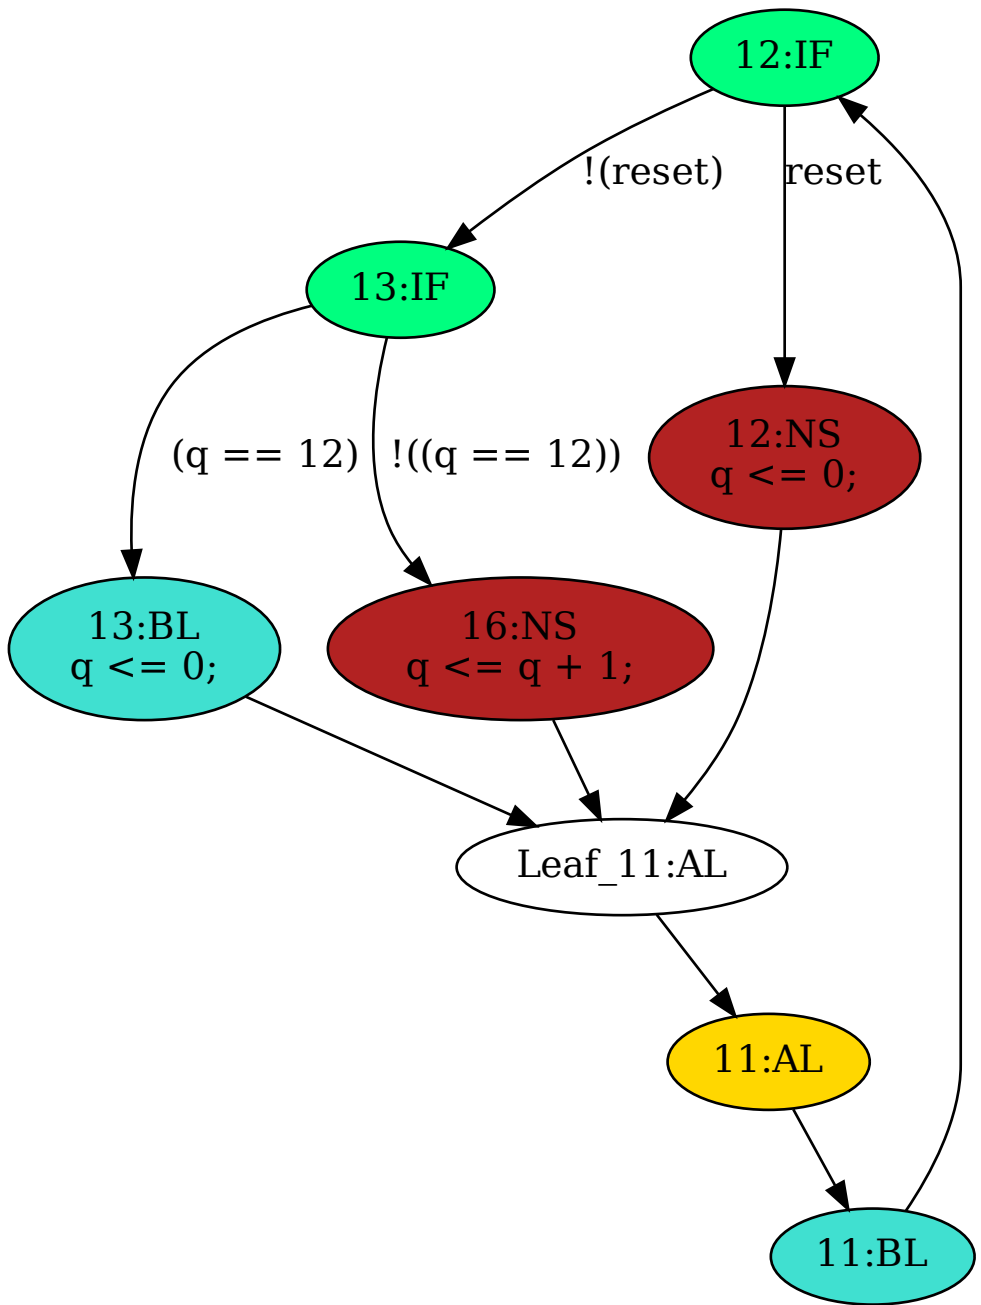 12:IF
!(reset)
reset
13:IF
12:NS
q <= 0;
(q == 12)
!((q == 12))
13:BL
q <= 0;
16:NS
q <= q + 1;
Leaf_11:AL
11:AL
11:BL